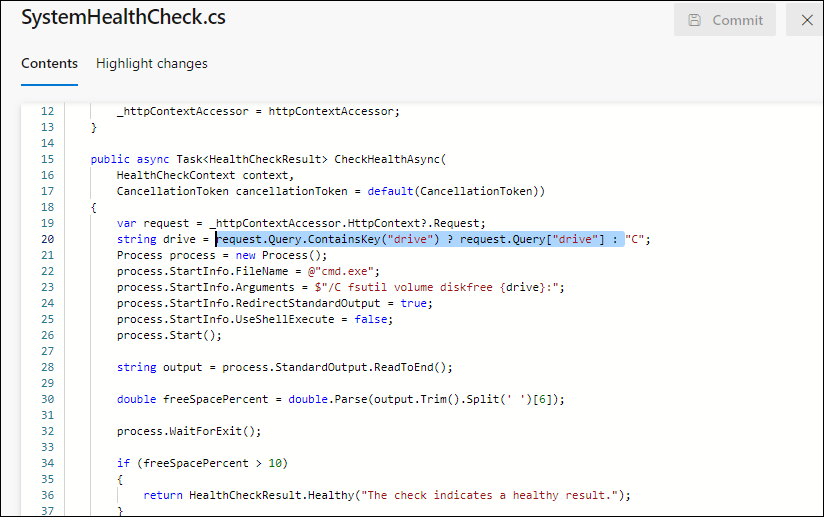 SystemHealthCheck.cs
Commit
Contents Highlight changes
12 _httpContextAccessor = httpContextAccessor;
13 }
14
15 public async Task<HealthCheckResult> CheckHealthAsync(
16 HealthCheckContext context,
17 CancellationToken cancellationToken = default(CancellationToken))
18 {
19 var request = _httpContextAccessor.HttpContext?.Request;
20 string drive = request.Query.ContainsKey("drive") ? request.Query["drive"] : "C";
21 Process process = new Process();
22 process.StartInfo.FileName = @"cmd.exe";
23 process.StartInfo.Arguments = $"/C fsutil volume diskfree {drive}:";
24 process.StartInfo.RedirectStandardOutput = true;
25 process.StartInfo.UseShellExecute = false;
26 process.Start();
27
28 string output = process.StandardOutput.ReadToEnd();
29
30 double freeSpacePercent = double.Parse(output.Trim().Split(' ')[6]);
31
32 process.WaitForExit();
33
34 if (freeSpacePercent > 10)
35 {
36 return HealthCheckResult.Healthy("The check indicates a healthy result.");
37 }